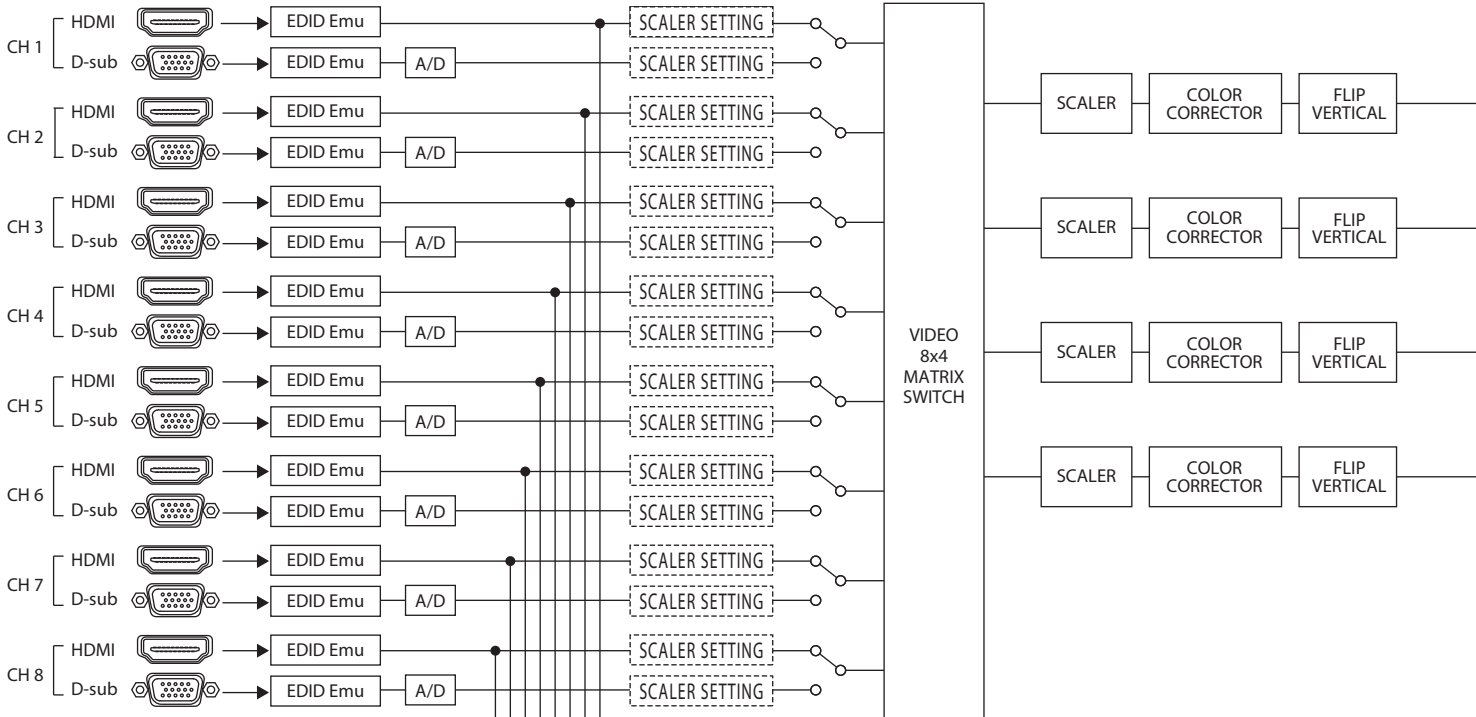 HDMI EDID Emu SCALER SETTING
CH 1
D-sub EDID Emu A/D SCALER SETTING
HDMI EDID Emu SCALER SETTING
CH 2
D-sub EDID Emu A/D SCALER SETTING
HDMI EDID Emu SCALER SETTING
CH 3
D-sub EDID Emu A/D SCALER SETTING
HDMI EDID Emu SCALER SETTING
CH 4
D-sub EDID Emu A/D SCALER SETTING
HDMI EDID Emu SCALER SETTING
CH 5
D-sub EDID Emu A/D SCALER SETTING
HDMI EDID Emu SCALER SETTING
CH 6
D-sub EDID Emu A/D SCALER SETTING
HDMI EDID Emu SCALER SETTING
CH 7
D-sub EDID Emu A/D SCALER SETTING
HDMI EDID Emu SCALER SETTING
CH 8
D-sub EDID Emu A/D SCALER SETTING
VIDEO
8x4
MATRIX
SWITCH
SCALER
COLOR
CORRECTOR
FLIP
VERTICAL
SCALER
COLOR
CORRECTOR
FLIP
VERTICAL
SCALER
COLOR
CORRECTOR
FLIP
VERTICAL
SCALER
COLOR
CORRECTOR
FLIP
VERTICAL